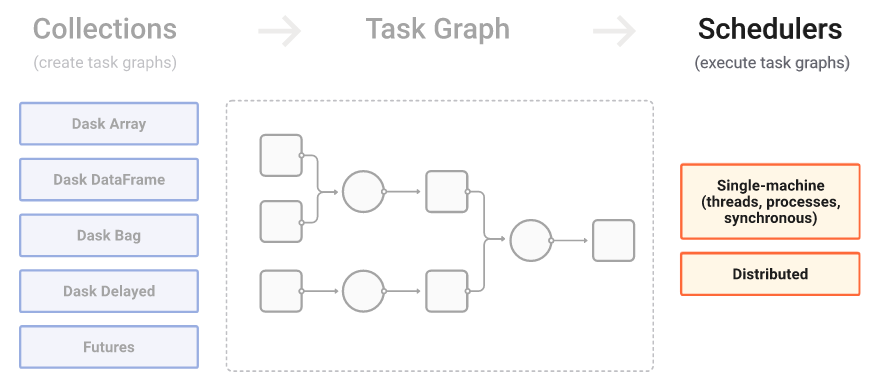 Collections
(create task graphs)
Task Graph
Schedulers
(execute task graphs)
Dask Array
Dask DataFrame
Dask Bag
Dask Delayed
Futures
Single-machine
(threads, processes,
synchronous)
Distributed